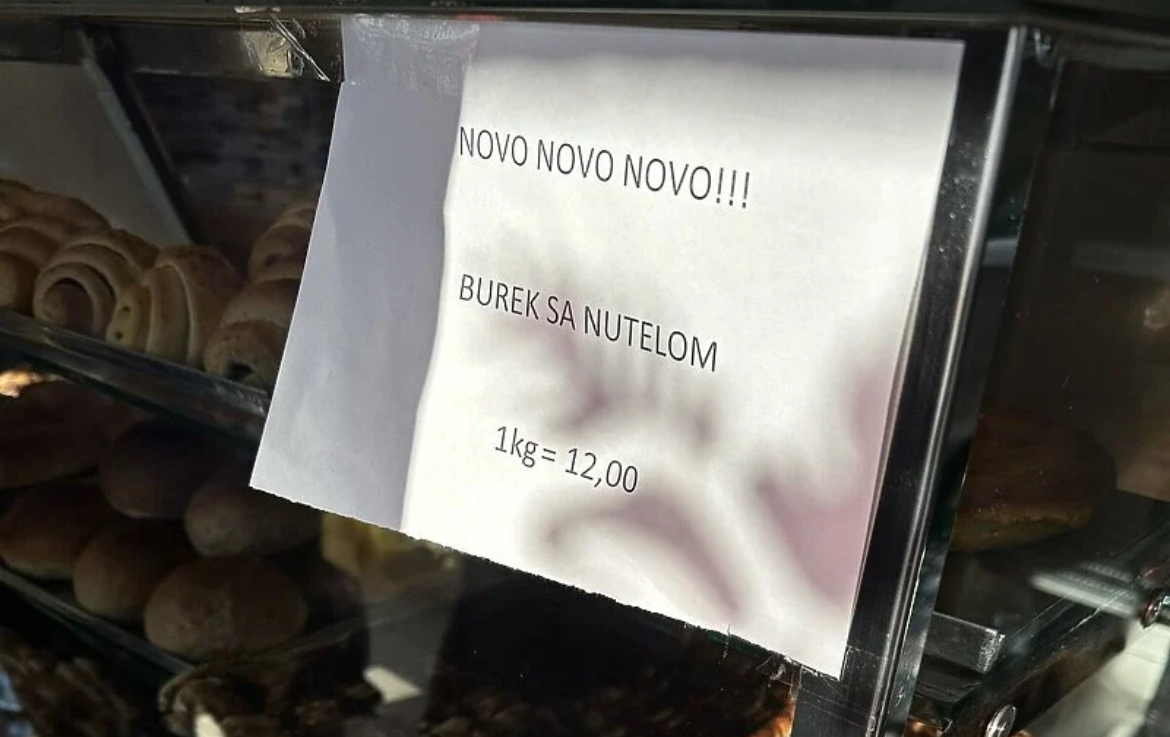 NOVO NOVO NOVO!!!
BUREK SA NUTELOM
1kg= 12,00